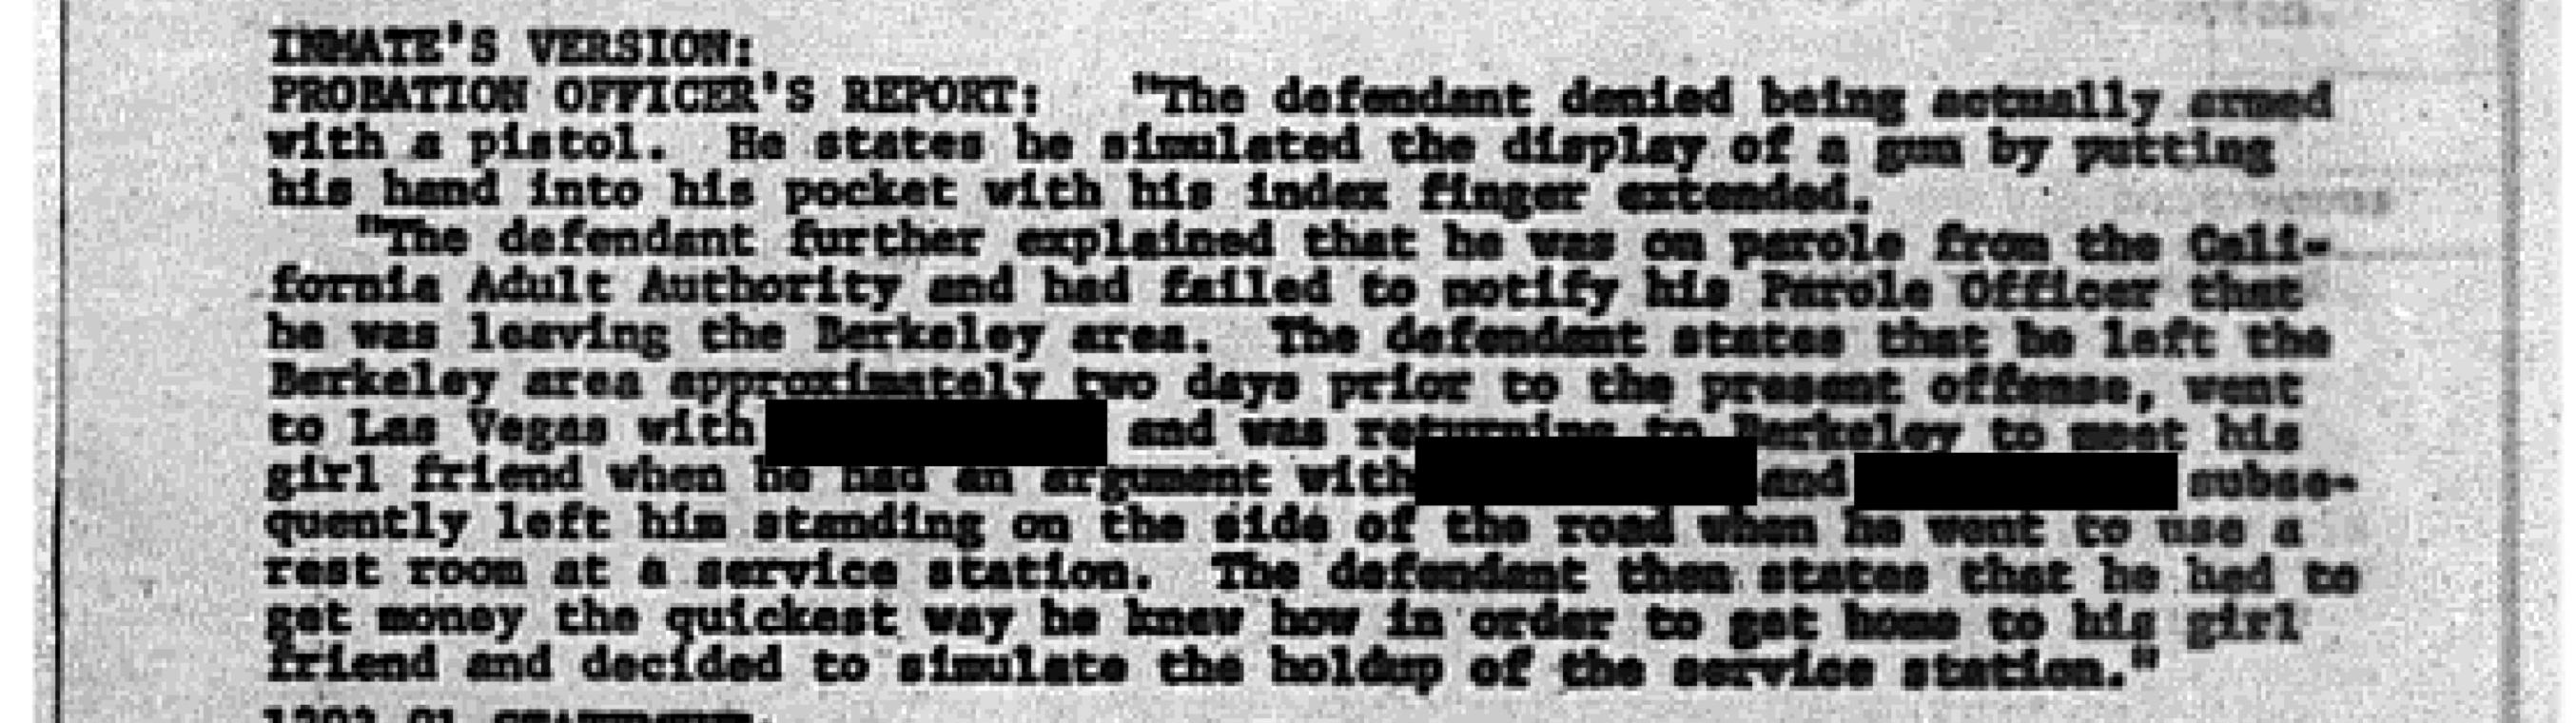 INMATE'S VERSION:
PROBATION OFFICER'S REPORT: "The defendant denied being actually armed
with a pistol. He states he simulated the display of a gun by putting
his hand into his pocket with his index finger extended.
"The defendant further explained that he was on parole from the Cali-
fornia Adult Authority and had failed to notify his Parole Officer that
he was leaving the Berkeley area. The defendant states that he left the
Berkeley area approximately two days prior to the present offense, went
to Las Vegas with and was returning to Berkeley to meet his
girl friend when he had an argument with and subse-
quently left him standing on the side of the road when he went to use a
rest room at a service station. The defendant then states that he had to
get money the quickest way he knew how in order to get home to his girl
friend and decided to simulate the holdup of the service station."